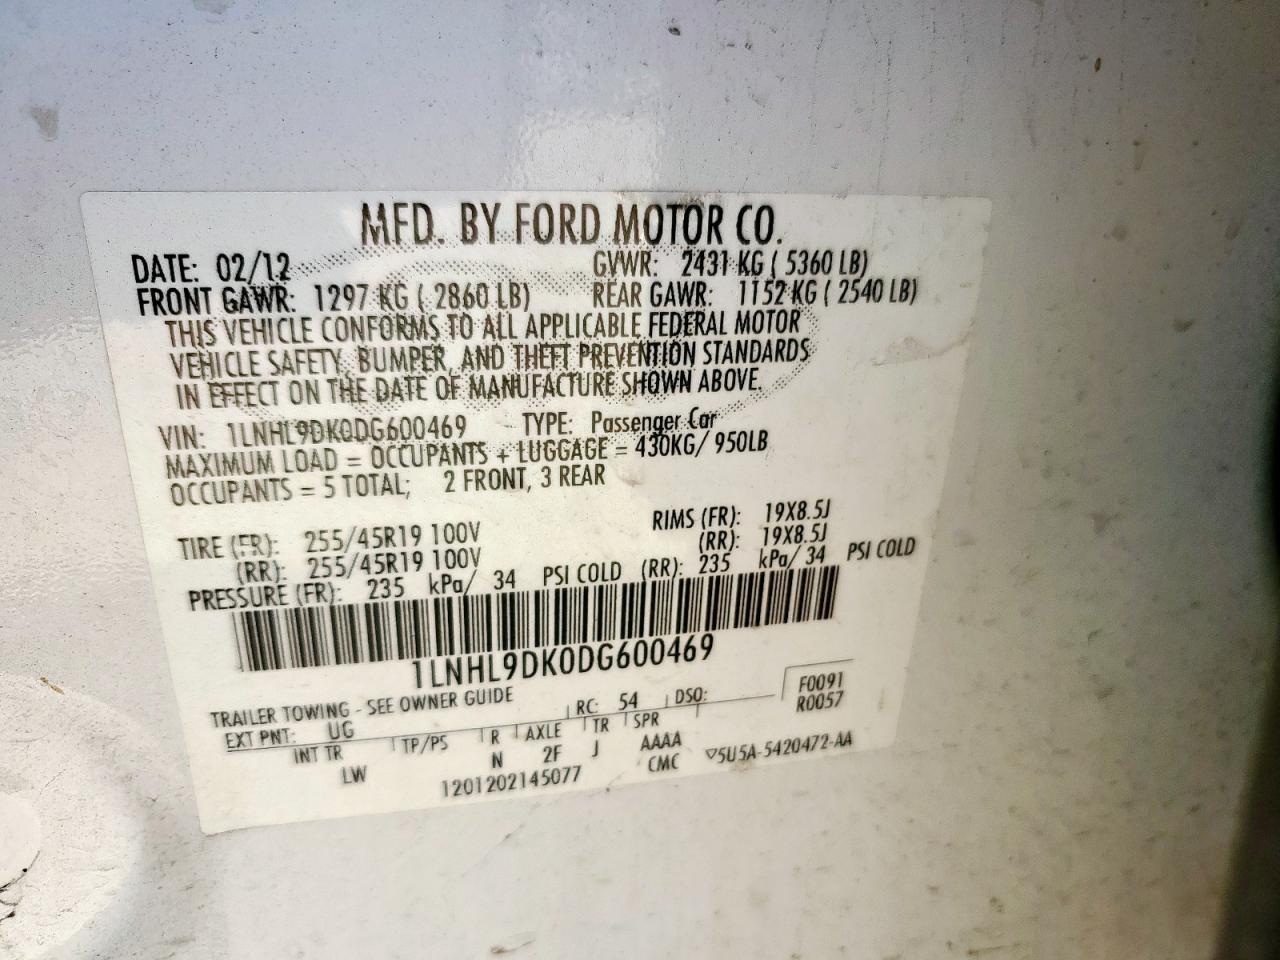 MFD. BY FORD MOTOR CO.
DATE: 02/12 GVWR: 2431 KG ( 5360 LB)
FRONT GAWR: 1297 KG ( 2860 LB) REAR GAWR: 1152 KG ( 2540 LB)
THIS VEHICLE CONFORMS TO ALL APPLICABLE FEDERAL MOTOR
VEHICLE SAFETY, BUMPER, AND THEFT PREVENTION STANDARDS
IN EFFECT ON THE DATE OF MANUFACTURE SHOWN ABOVE.
VIN: 1LNHL9DK0DG600469 TYPE: Passenger Car
MAXIMUM LOAD = OCCUPANTS + LUGGAGE = 430KG/ 950LB
OCCUPANTS = 5 TOTAL; 2 FRONT, 3 REAR
TIRE (FR): 255/45R19 100V RIMS (FR): 19X8.5J
(RR): 255/45R19 100V (RR): 19X8.5J
PRESSURE (FR): 235 kPa/ 34 PSI COLD (RR): 235 kPa/ 34 PSI COLD
1LNHL9DK0DG600469
TRAILER TOWING - SEE OWNER GUIDE F0091
EXT PNT: UG RC: 54 DSO: R0057
INT TR TP/PS R AXLE TR SPR
LW N 2F J AAAA
1201202145077 CMC ▽5U5A-5420472-AA